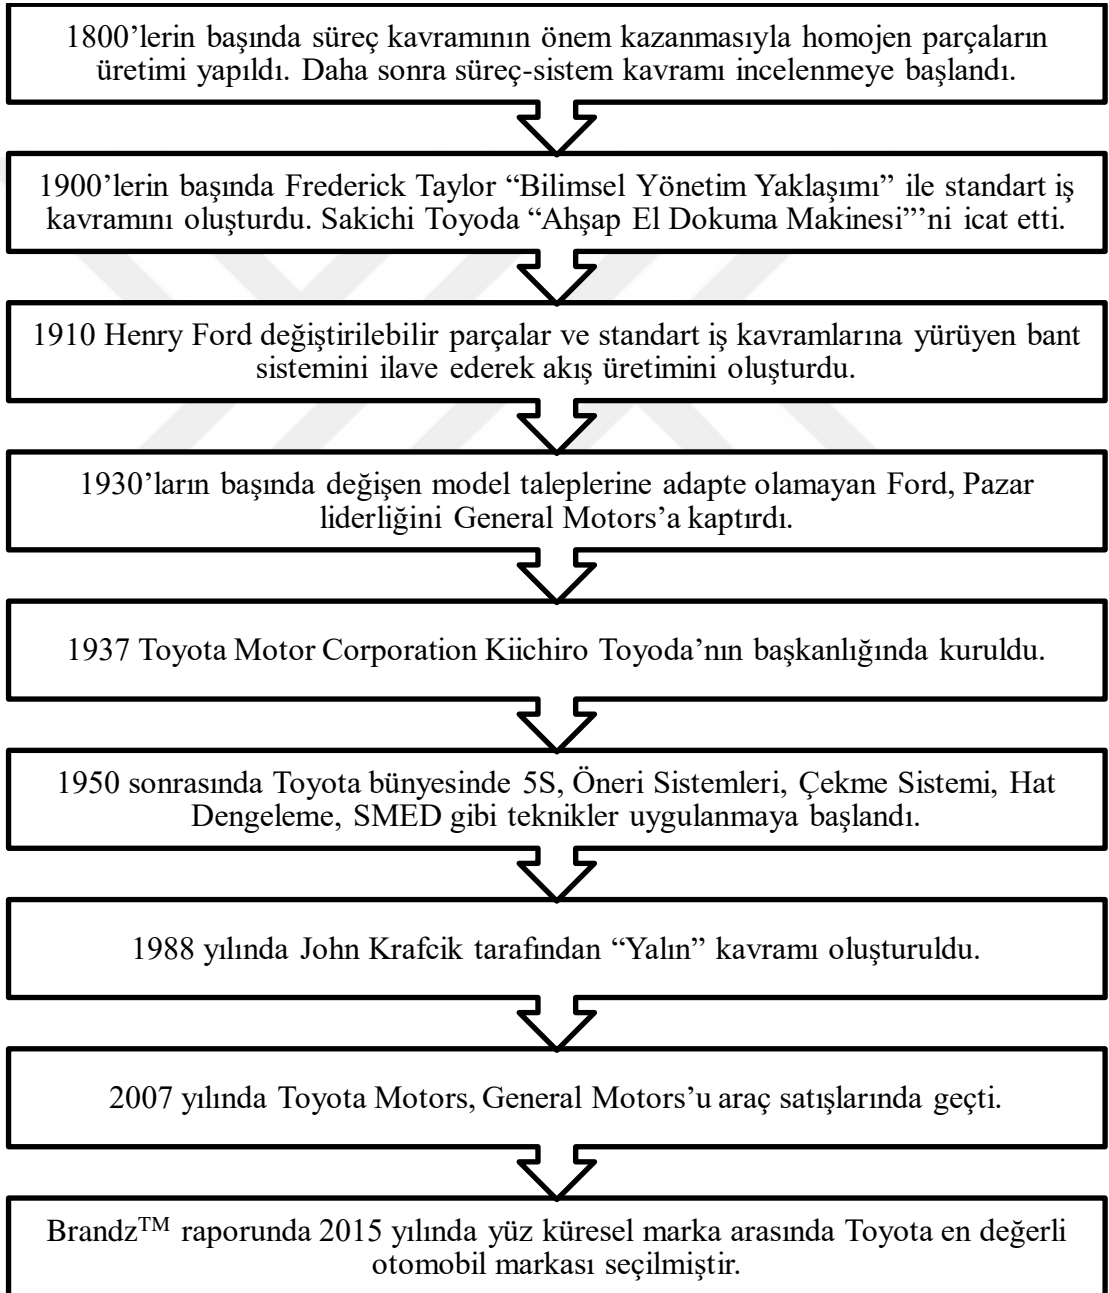 1800’lerin başında süreç kavramının önem kazanmasıyla homojen parçaların
üretimi yapıldı. Daha sonra süreç-sistem kavramı incelenmeye başlandı.
1900’lerin başında Frederick Taylor “Bilimsel Yönetim Yaklaşımı” ile standart iş
kavramını oluşturdu. Sakichi Toyoda “Ahşap El Dokuma Makinesi”’ni icat etti.
1910 Henry Ford değiştirilebilir parçalar ve standart iş kavramlarına yürüyen bant
sistemini ilave ederek akış üretimini oluşturdu.
1930’ların başında değişen model taleplerine adapte olamayan Ford, Pazar
liderliğini General Motors’a kaptırdı.
1937 Toyota Motor Corporation Kiichiro Toyoda’nın başkanlığında kuruldu.
1950 sonrasında Toyota bünyesinde 5S, Öneri Sistemleri, Çekme Sistemi, Hat
Dengeleme, SMED gibi teknikler uygulanmaya başlandı.
1988 yılında John Krafcik tarafından “Yalın” kavramı oluşturuldu.
2007 yılında Toyota Motors, General Motors’u araç satışlarında geçti.
Brandz™ raporunda 2015 yılında yüz küresel marka arasında Toyota en değerli
otomobil markası seçilmiştir.